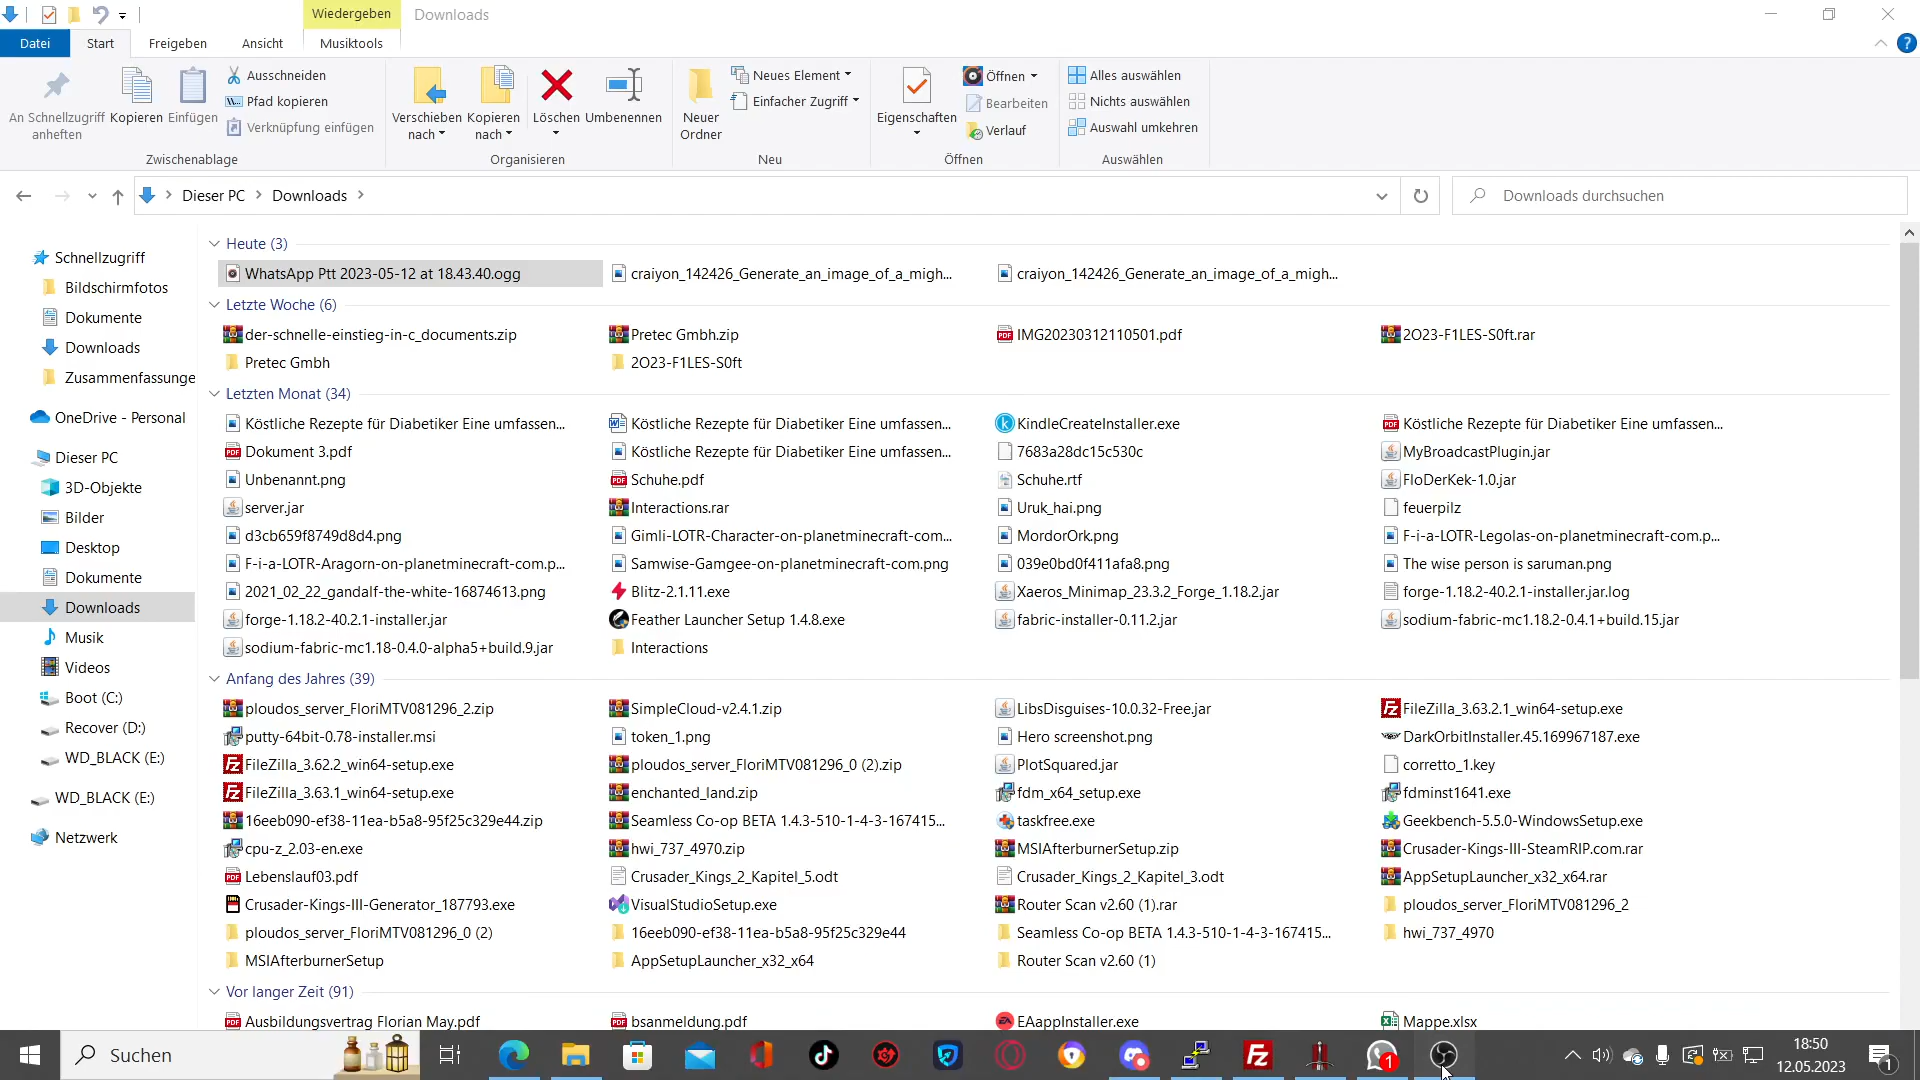 Wiedergeben
Downloads
Datei
Start
Freigeben
Ansicht
Musiktools
An Schnellzugriff anheften
Kopieren
Einfügen
Ausschneiden
Pfad kopieren
Verknüpfung einfügen
Zwischenablage
Verschieben nach
Kopieren nach
Löschen
Umbenennen
Organisieren
Neuer Ordner
Neues Element
Einfacher Zugriff
Neu
Eigenschaften
Öffnen
Bearbeiten
Verlauf
Öffnen
Alles auswählen
Nichts auswählen
Auswahl umkehren
Auswählen
Dieser PC
Downloads
Downloads durchsuchen
Schnellzugriff
Bildschirmfotos
Dokumente
Downloads
Zusammenfassunge
OneDrive - Personal
Dieser PC
3D-Objekte
Bilder
Desktop
Dokumente
Downloads
Musik
Videos
Boot (C:)
Recover (D:)
WD_BLACK (E:)
WD_BLACK (E:)
Netzwerk
Heute (3)
WhatsApp Ptt 2023-05-12 at 18.43.40.ogg
craiyon_142426_Generate_an_image_of_a_migh...
craiyon_142426_Generate_an_image_of_a_migh...
Letzte Woche (6)
der-schnelle-einstieg-in-c_documents.zip
Pretec Gmbh.zip
IMG20230312110501.pdf
2O23-F1LES-S0ft.rar
Pretec Gmbh
2O23-F1LES-S0ft
Letzten Monat (34)
Köstliche Rezepte für Diabetiker Eine umfassen...
Köstliche Rezepte für Diabetiker Eine umfassen...
KindleCreateInstaller.exe
Köstliche Rezepte für Diabetiker Eine umfassen...
Dokument 3.pdf
Köstliche Rezepte für Diabetiker Eine umfassen...
7683a28dc15c530c
MyBroadcastPlugin.jar
Unbenannt.png
Schuhe.pdf
Schuhe.rtf
FloDerKek-1.0.jar
server.jar
Interactions.rar
Uruk_hai.png
feuerpilz
d3cb659f8749d8d4.png
Gimli-LOTR-Character-on-planetminecraft-com...
MordorOrk.png
F-i-a-LOTR-Legolas-on-planetminecraft-com.p...
F-i-a-LOTR-Aragorn-on-planetminecraft-com.p...
Samwise-Gamgee-on-planetminecraft-com.png
039e0bd0f411afa8.png
The wise person is saruman.png
2021_02_22_gandalf-the-white-16874613.png
Blitz-2.1.11.exe
Xaeros_Minimap_23.3.2_Forge_1.18.2.jar
forge-1.18.2-40.2.1-installer.jar.log
forge-1.18.2-40.2.1-installer.jar
Feather Launcher Setup 1.4.8.exe
fabric-installer-0.11.2.jar
sodium-fabric-mc1.18.2-0.4.1+build.15.jar
sodium-fabric-mc1.18-0.4.0-alpha5+build.9.jar
Interactions
Anfang des Jahres (39)
ploudos_server_FloriMTV081296_2.zip
SimpleCloud-v2.4.1.zip
LibsDisguises-10.0.32-Free.jar
FileZilla_3.63.2.1_win64-setup.exe
putty-64bit-0.78-installer.msi
token_1.png
Hero screenshot.png
DarkOrbitInstaller.45.169967187.exe
FileZilla_3.62.2_win64-setup.exe
ploudos_server_FloriMTV081296_0 (2).zip
PlotSquared.jar
corretto_1.key
FileZilla_3.63.1_win64-setup.exe
enchanted_land.zip
fdm_x64_setup.exe
fdminst1641.exe
16eeb090-ef38-11ea-b5a8-95f25c329e44.zip
Seamless Co-op BETA 1.4.3-510-1-4-3-167415...
taskfree.exe
Geekbench-5.5.0-WindowsSetup.exe
cpu-z_2.03-en.exe
hwi_737_4970.zip
MSIAfterburnerSetup.zip
Crusader-Kings-III-SteamRIP.com.rar
Lebenslauf03.pdf
Crusader_Kings_2_Kapitel_5.odt
Crusader_Kings_2_Kapitel_3.odt
AppSetupLauncher_x32_x64.rar
Crusader-Kings-III-Generator_187793.exe
VisualStudioSetup.exe
Router Scan v2.60 (1).rar
ploudos_server_FloriMTV081296_2
ploudos_server_FloriMTV081296_0 (2)
16eeb090-ef38-11ea-b5a8-95f25c329e44
Seamless Co-op BETA 1.4.3-510-1-4-3-167415...
hwi_737_4970
MSIAfterburnerSetup
AppSetupLauncher_x32_x64
Router Scan v2.60 (1)
Vor langer Zeit (91)
Ausbildungsvertrag Florian May.pdf
bsanmeldung.pdf
EAappInstaller.exe
Mappe.xlsx
Suchen
1
18:50
12.05.2023
1